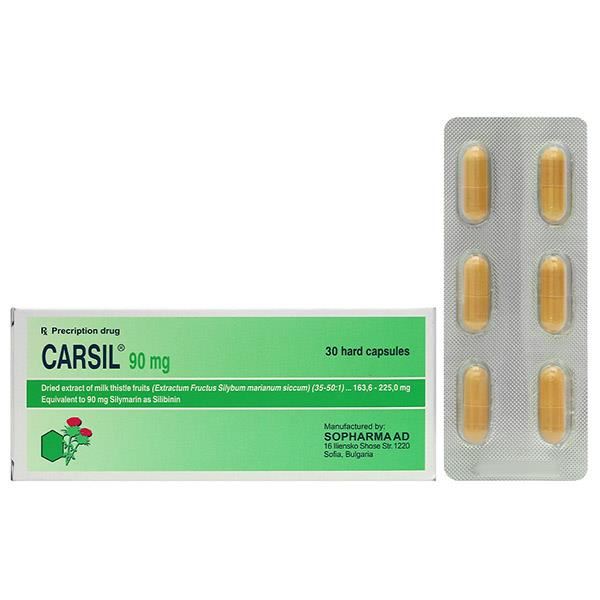 ℞ Precription drug
CARSIL® 90 mg
30 hard capsules
Dried extract of milk thistle fruits (Extractum Fructus Silybum marianum siccum) (35-50:1) ... 163,6 - 225,0 mg
Equivalent to 90 mg Silymarin as Silibinin
Manufactured by:
SOPHARMA AD
16 Iliensko Shose Str. 1220
Sofia, Bulgaria